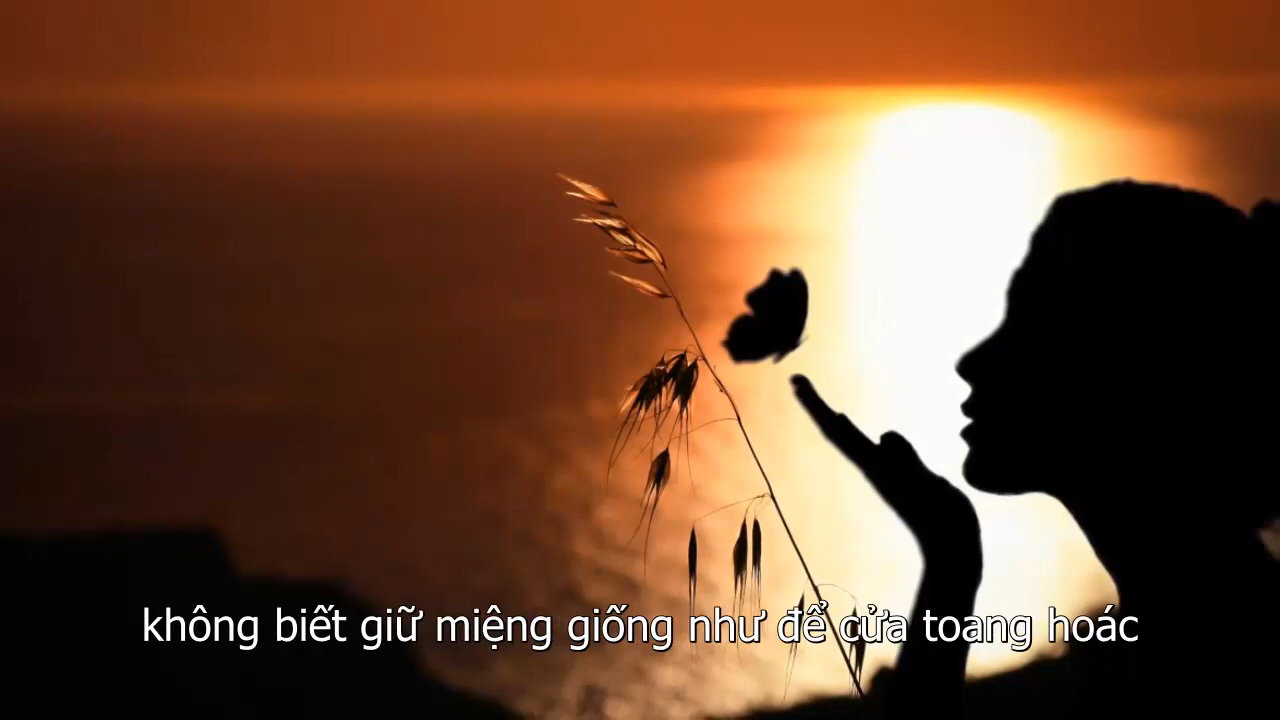 không biết giữ miệng giống như để cửa toang hoác